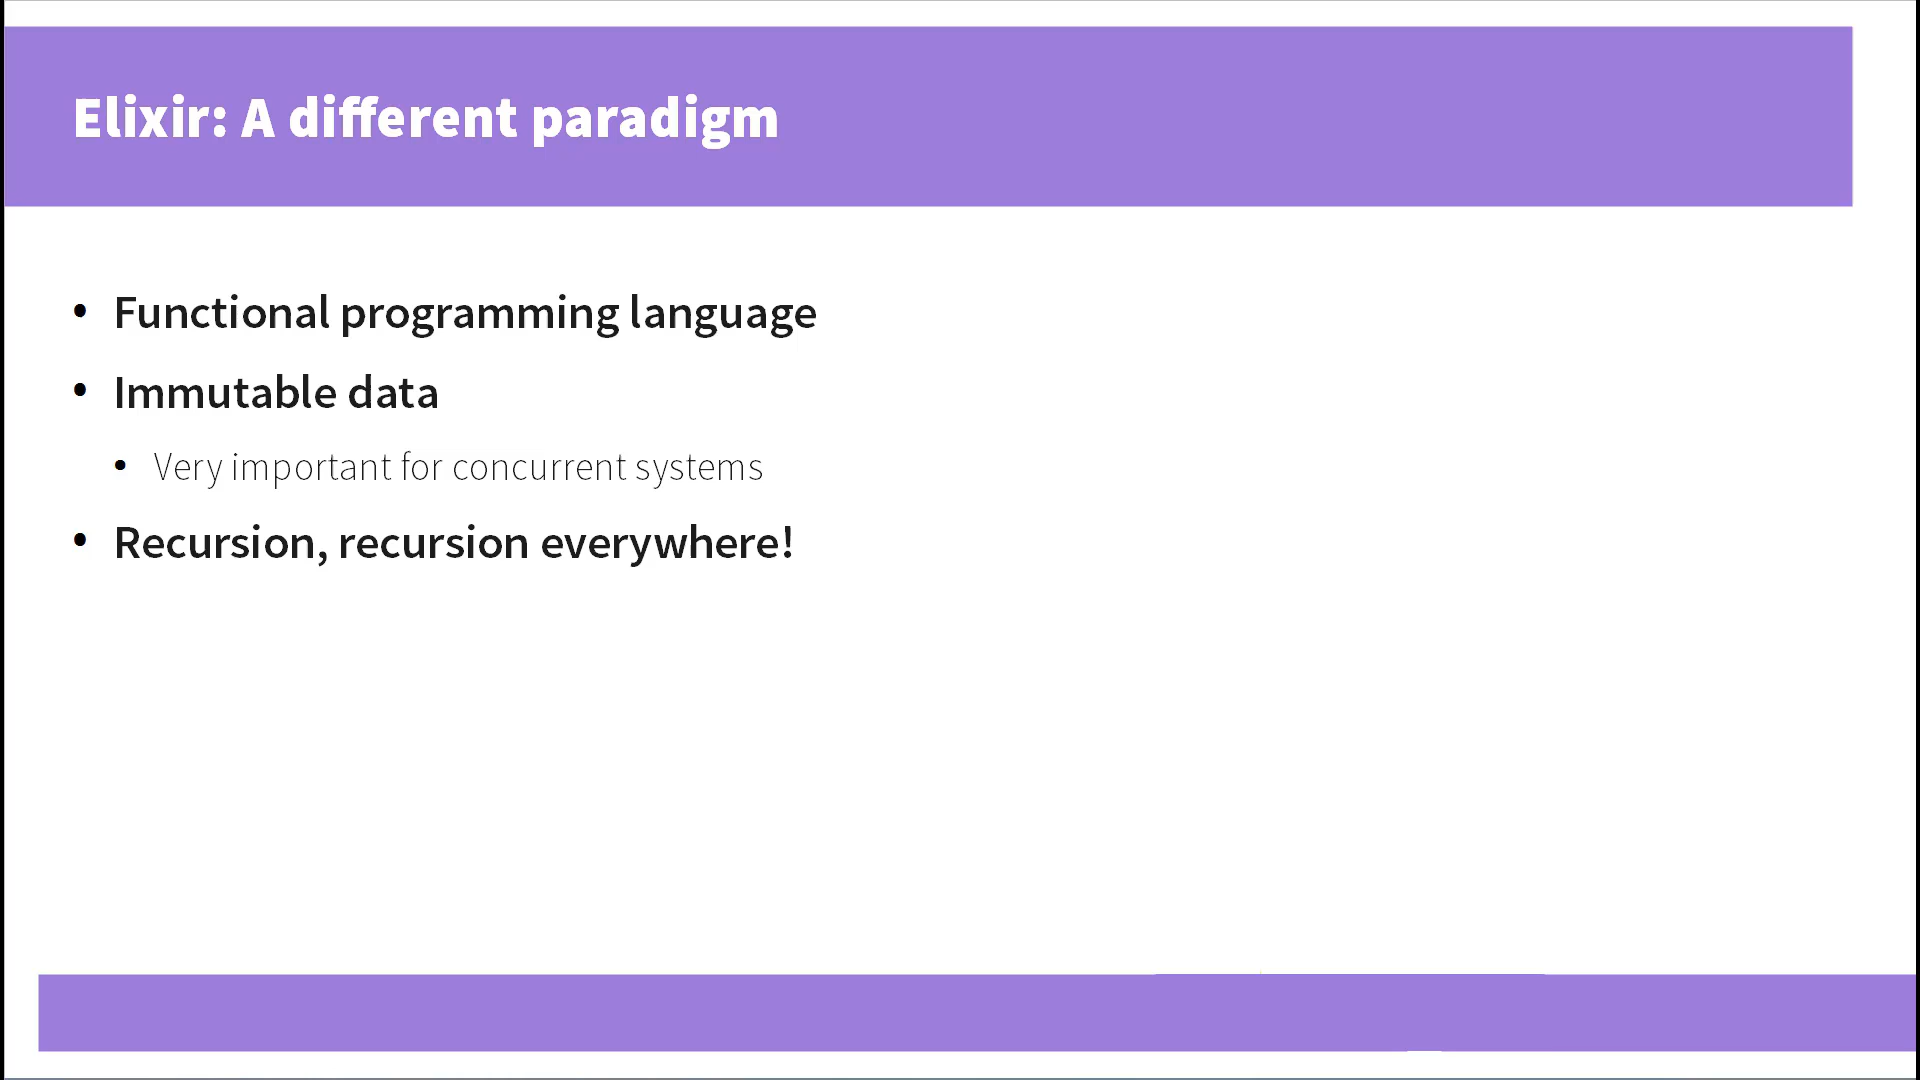 Elixir: A different paradigm
• Functional programming language
• Immutable data
• Very important for concurrent systems
• Recursion, recursion everywhere!